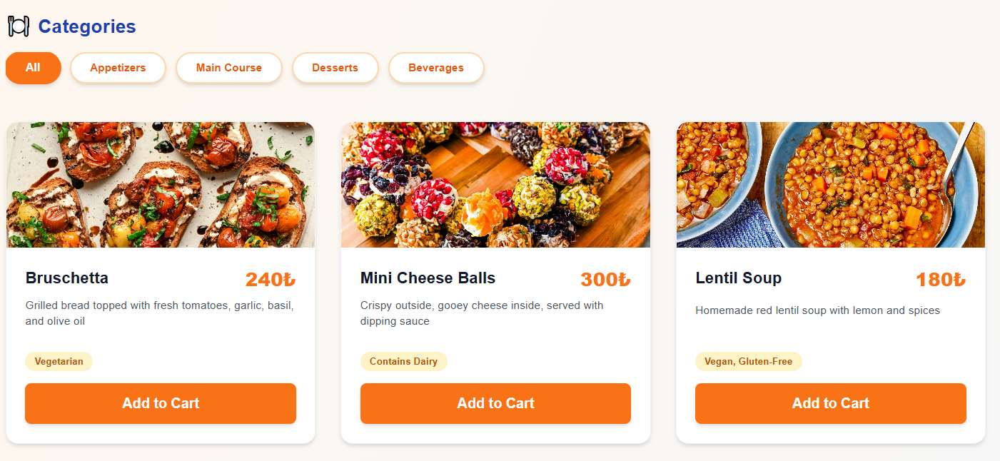 Categories
All
Appetizers
Main Course
Desserts
Beverages
Bruschetta
240₺
Grilled bread topped with fresh tomatoes, garlic, basil,
and olive oil
Vegetarian
Add to Cart
Mini Cheese Balls
300₺
Crispy outside, gooey cheese inside, served with
dipping sauce
Contains Dairy
Add to Cart
Lentil Soup
180₺
Homemade red lentil soup with lemon and spices
Vegan, Gluten-Free
Add to Cart